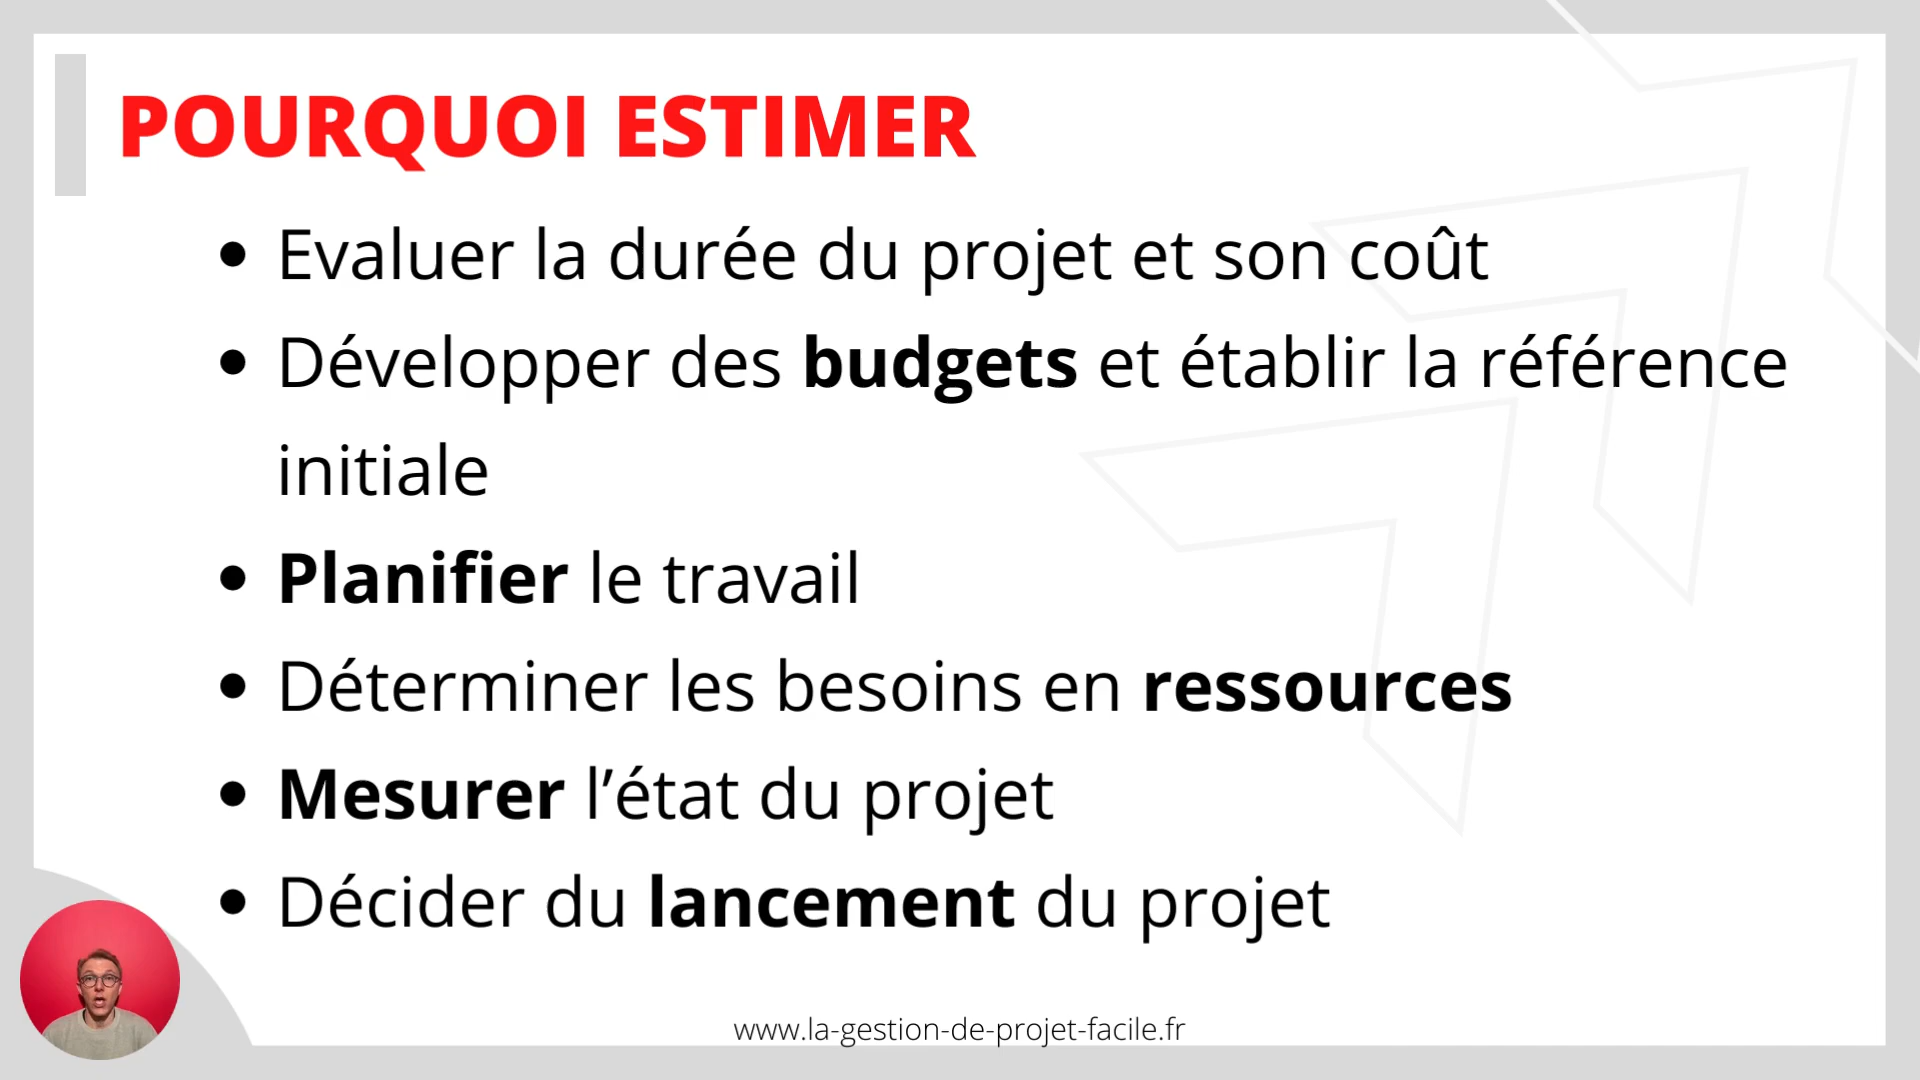 POURQUOI ESTIMER
• Evaluer la durée du projet et son coût
• Développer des budgets et établir la référence
initiale
• Planifier le travail
• Déterminer les besoins en ressources
• Mesurer l’état du projet
• Décider du lancement du projet
www.la-gestion-de-projet-facile.fr